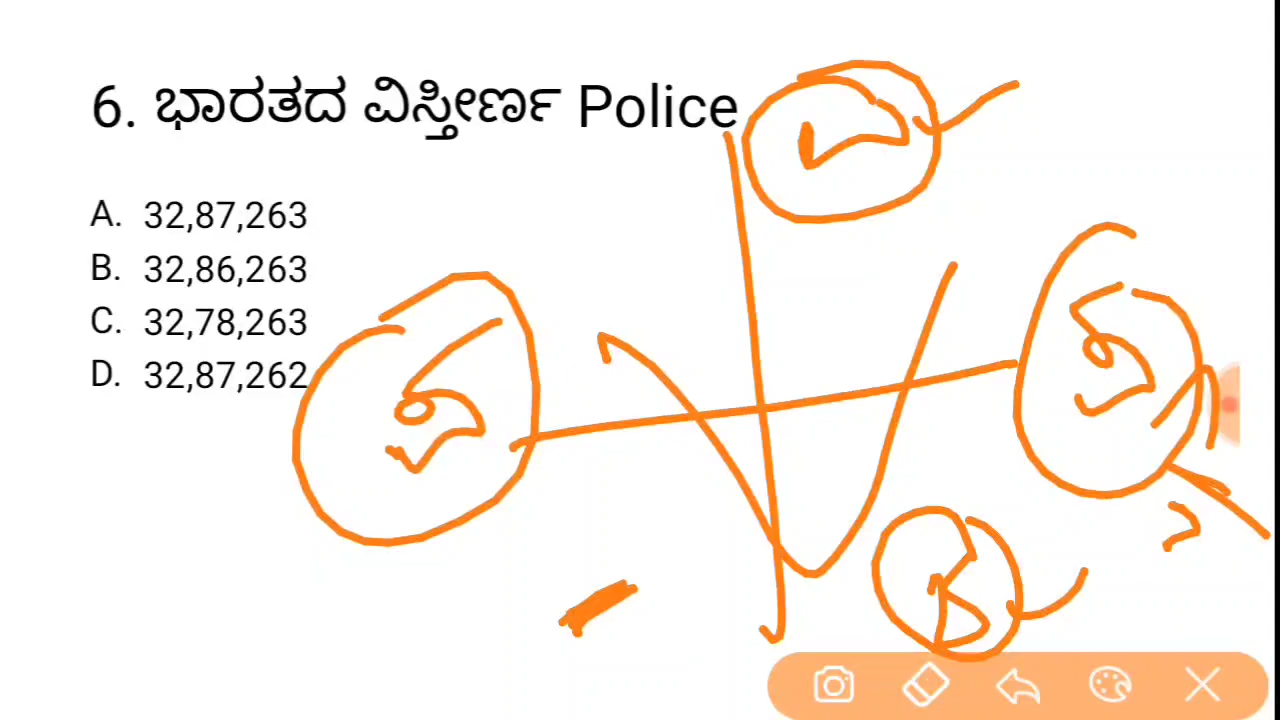 6. ಭಾರತದ ವಿಸ್ತೀರ್ಣ Police
A. 32,87,263
B. 32,86,263
C. 32,78,263
D. 32,87,262